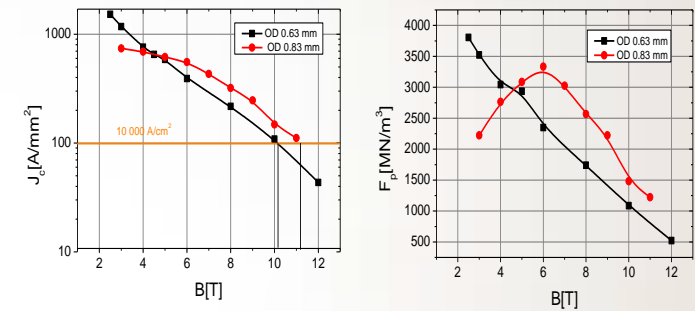 OD 0.63 mm
OD 0.83 mm
1000
100
10
10 000 A/cm²
J_c[A/mm²]
2 4 6 8 10 12
B[T]
OD 0.63 mm
OD 0.83 mm
4000
3500
3000
2500
2000
1500
1000
500
F_p[MN/m³]
2 4 6 8 10 12
B[T]